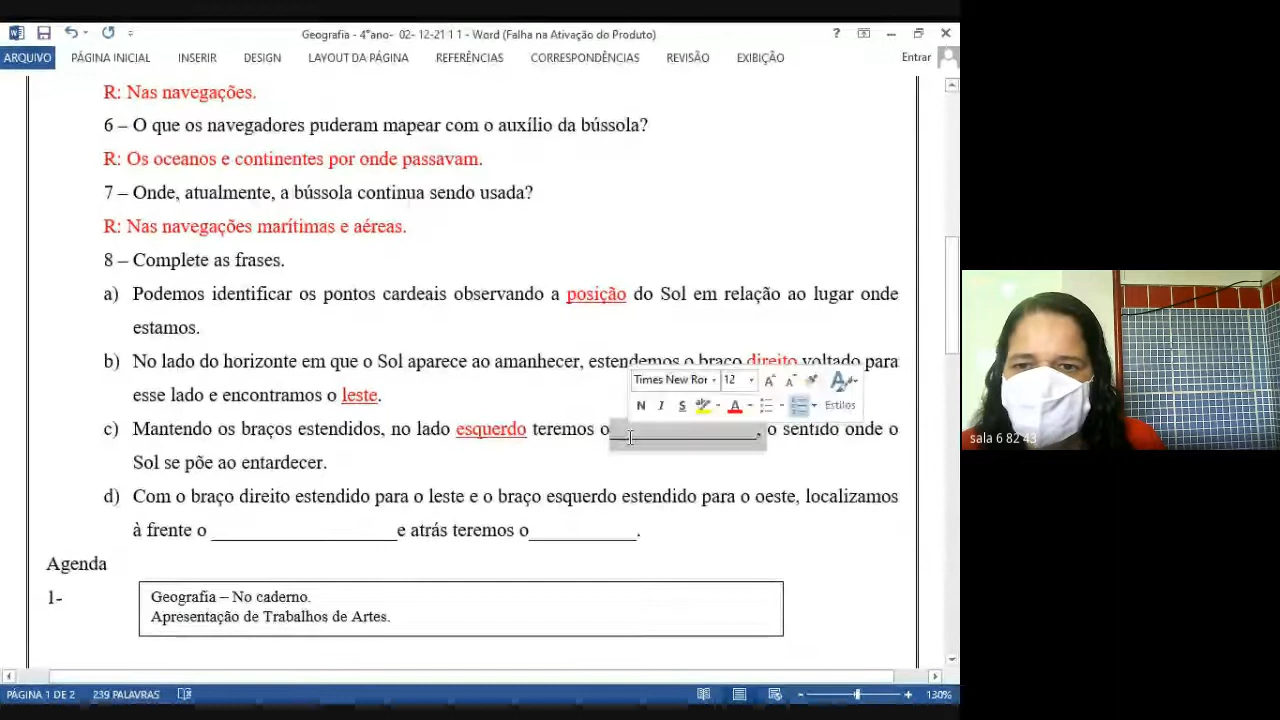 Geografia - 4°ano- 02- 12-21 1 1 - Word (Falha na Ativação do Produto)
ARQUIVO PÁGINA INICIAL INSERIR DESIGN LAYOUT DA PÁGINA REFERÊNCIAS CORRESPONDÊNCIAS REVISÃO EXIBIÇÃO Entrar
R: Nas navegações.
6 – O que os navegadores puderam mapear com o auxílio da bússola?
R: Os oceanos e continentes por onde passavam.
7 – Onde, atualmente, a bússola continua sendo usada?
R: Nas navegações marítimas e aéreas.
8 – Complete as frases.
a) Podemos identificar os pontos cardeais observando a posição do Sol em relação ao lugar onde
estamos.
b) No lado do horizonte em que o Sol aparece ao amanhecer, estendemos o braço direito voltado para
Times New Ror 12
esse lado e encontramos o leste.
N I S A Estilos
c) Mantendo os braços estendidos, no lado esquerdo teremos o______________, o sentido onde o
Sol se põe ao entardecer.
sala 6 82 43
d) Com o braço direito estendido para o leste e o braço esquerdo estendido para o oeste, localizamos
à frente o _________________e atrás teremos o__________.
Agenda
1-
Geografia – No caderno.
Apresentação de Trabalhos de Artes.
PÁGINA 1 DE 2 239 PALAVRAS 130%